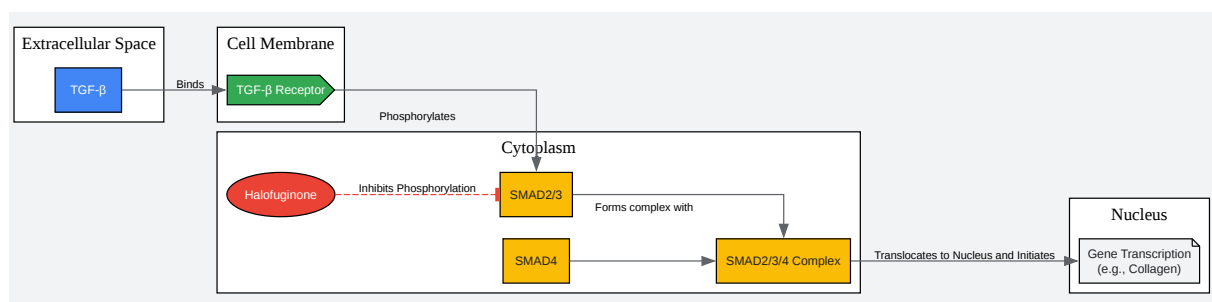 Extracellular Space
Cell Membrane
TGF-β
Binds
TGF-β Receptor
Phosphorylates
Cytoplasm
Halofuginone
Inhibits Phosphorylation
SMAD2/3
Forms complex with
SMAD4
SMAD2/3/4 Complex
Translocates to Nucleus and Initiates
Nucleus
Gene Transcription
(e.g., Collagen)